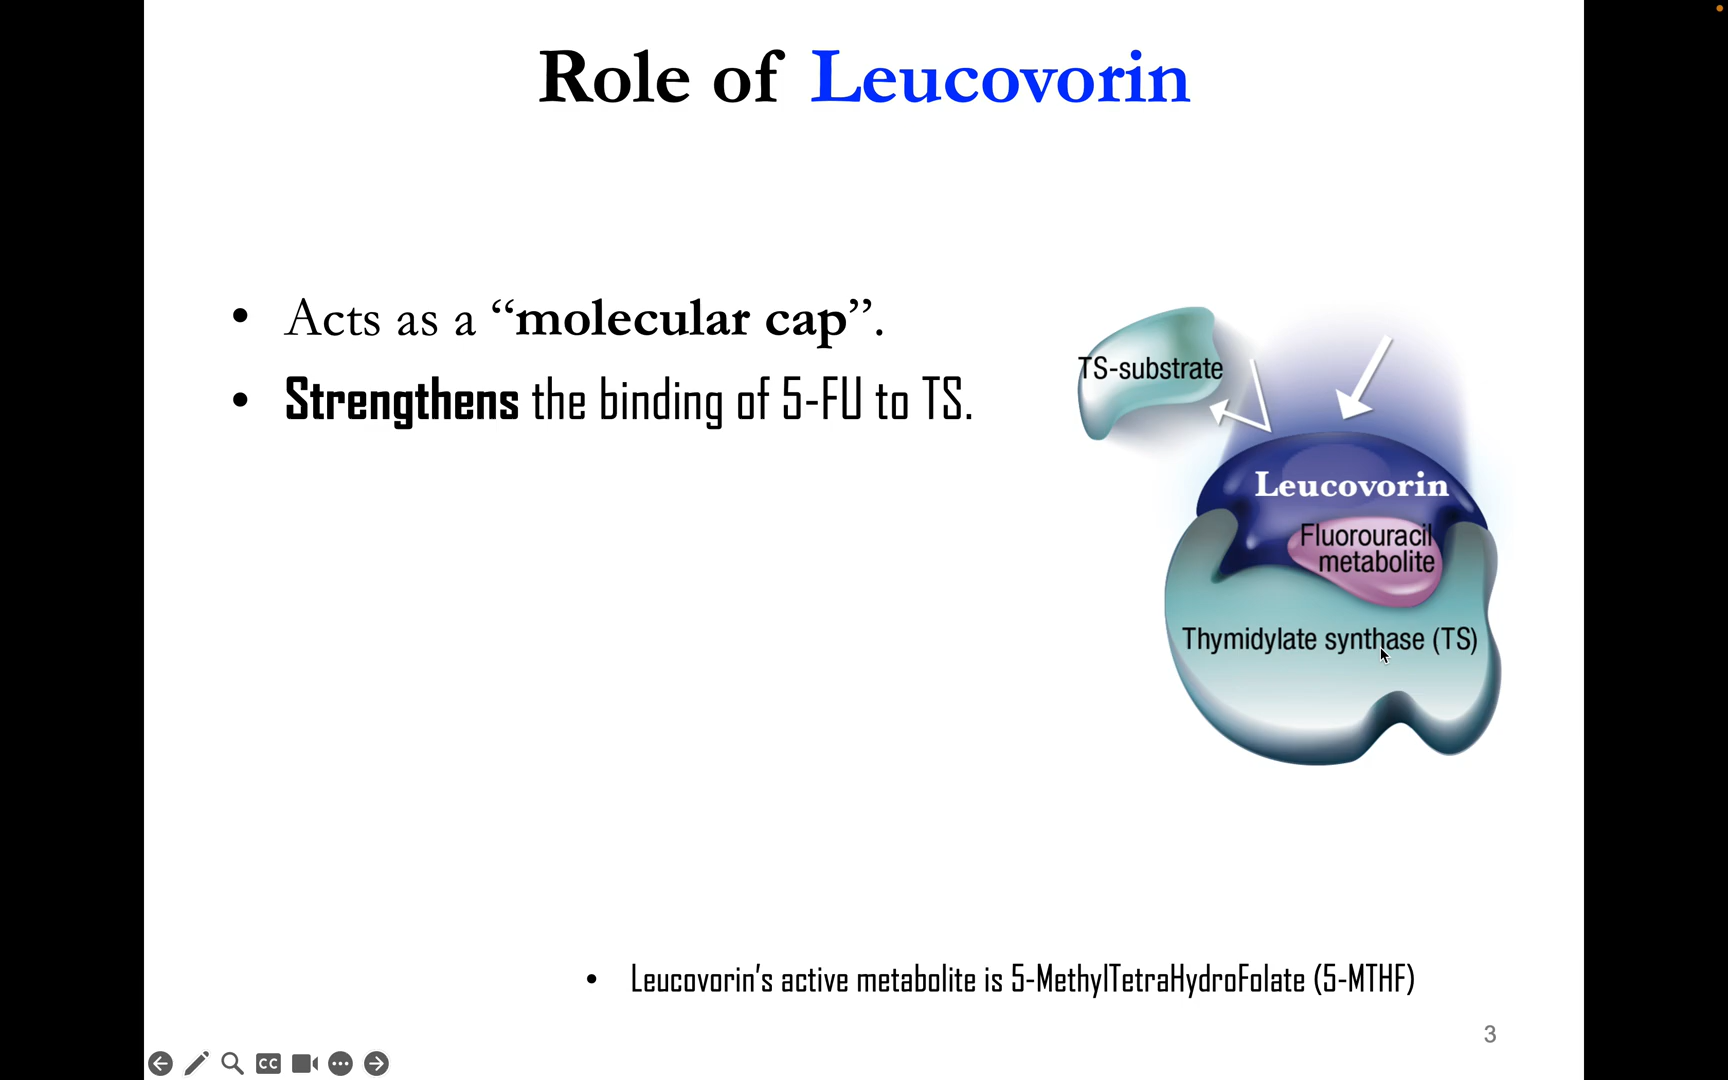 Role of Leucovorin
• Acts as a “molecular cap”.
• Strengthens the binding of 5-FU to TS.
TS-substrate
Leucovorin
Fluorouracil
metabolite
Thymidylate synthase (TS)
• Leucovorin’s active metabolite is 5-MethylTetraHydroFolate (5-MTHF)
3
CC